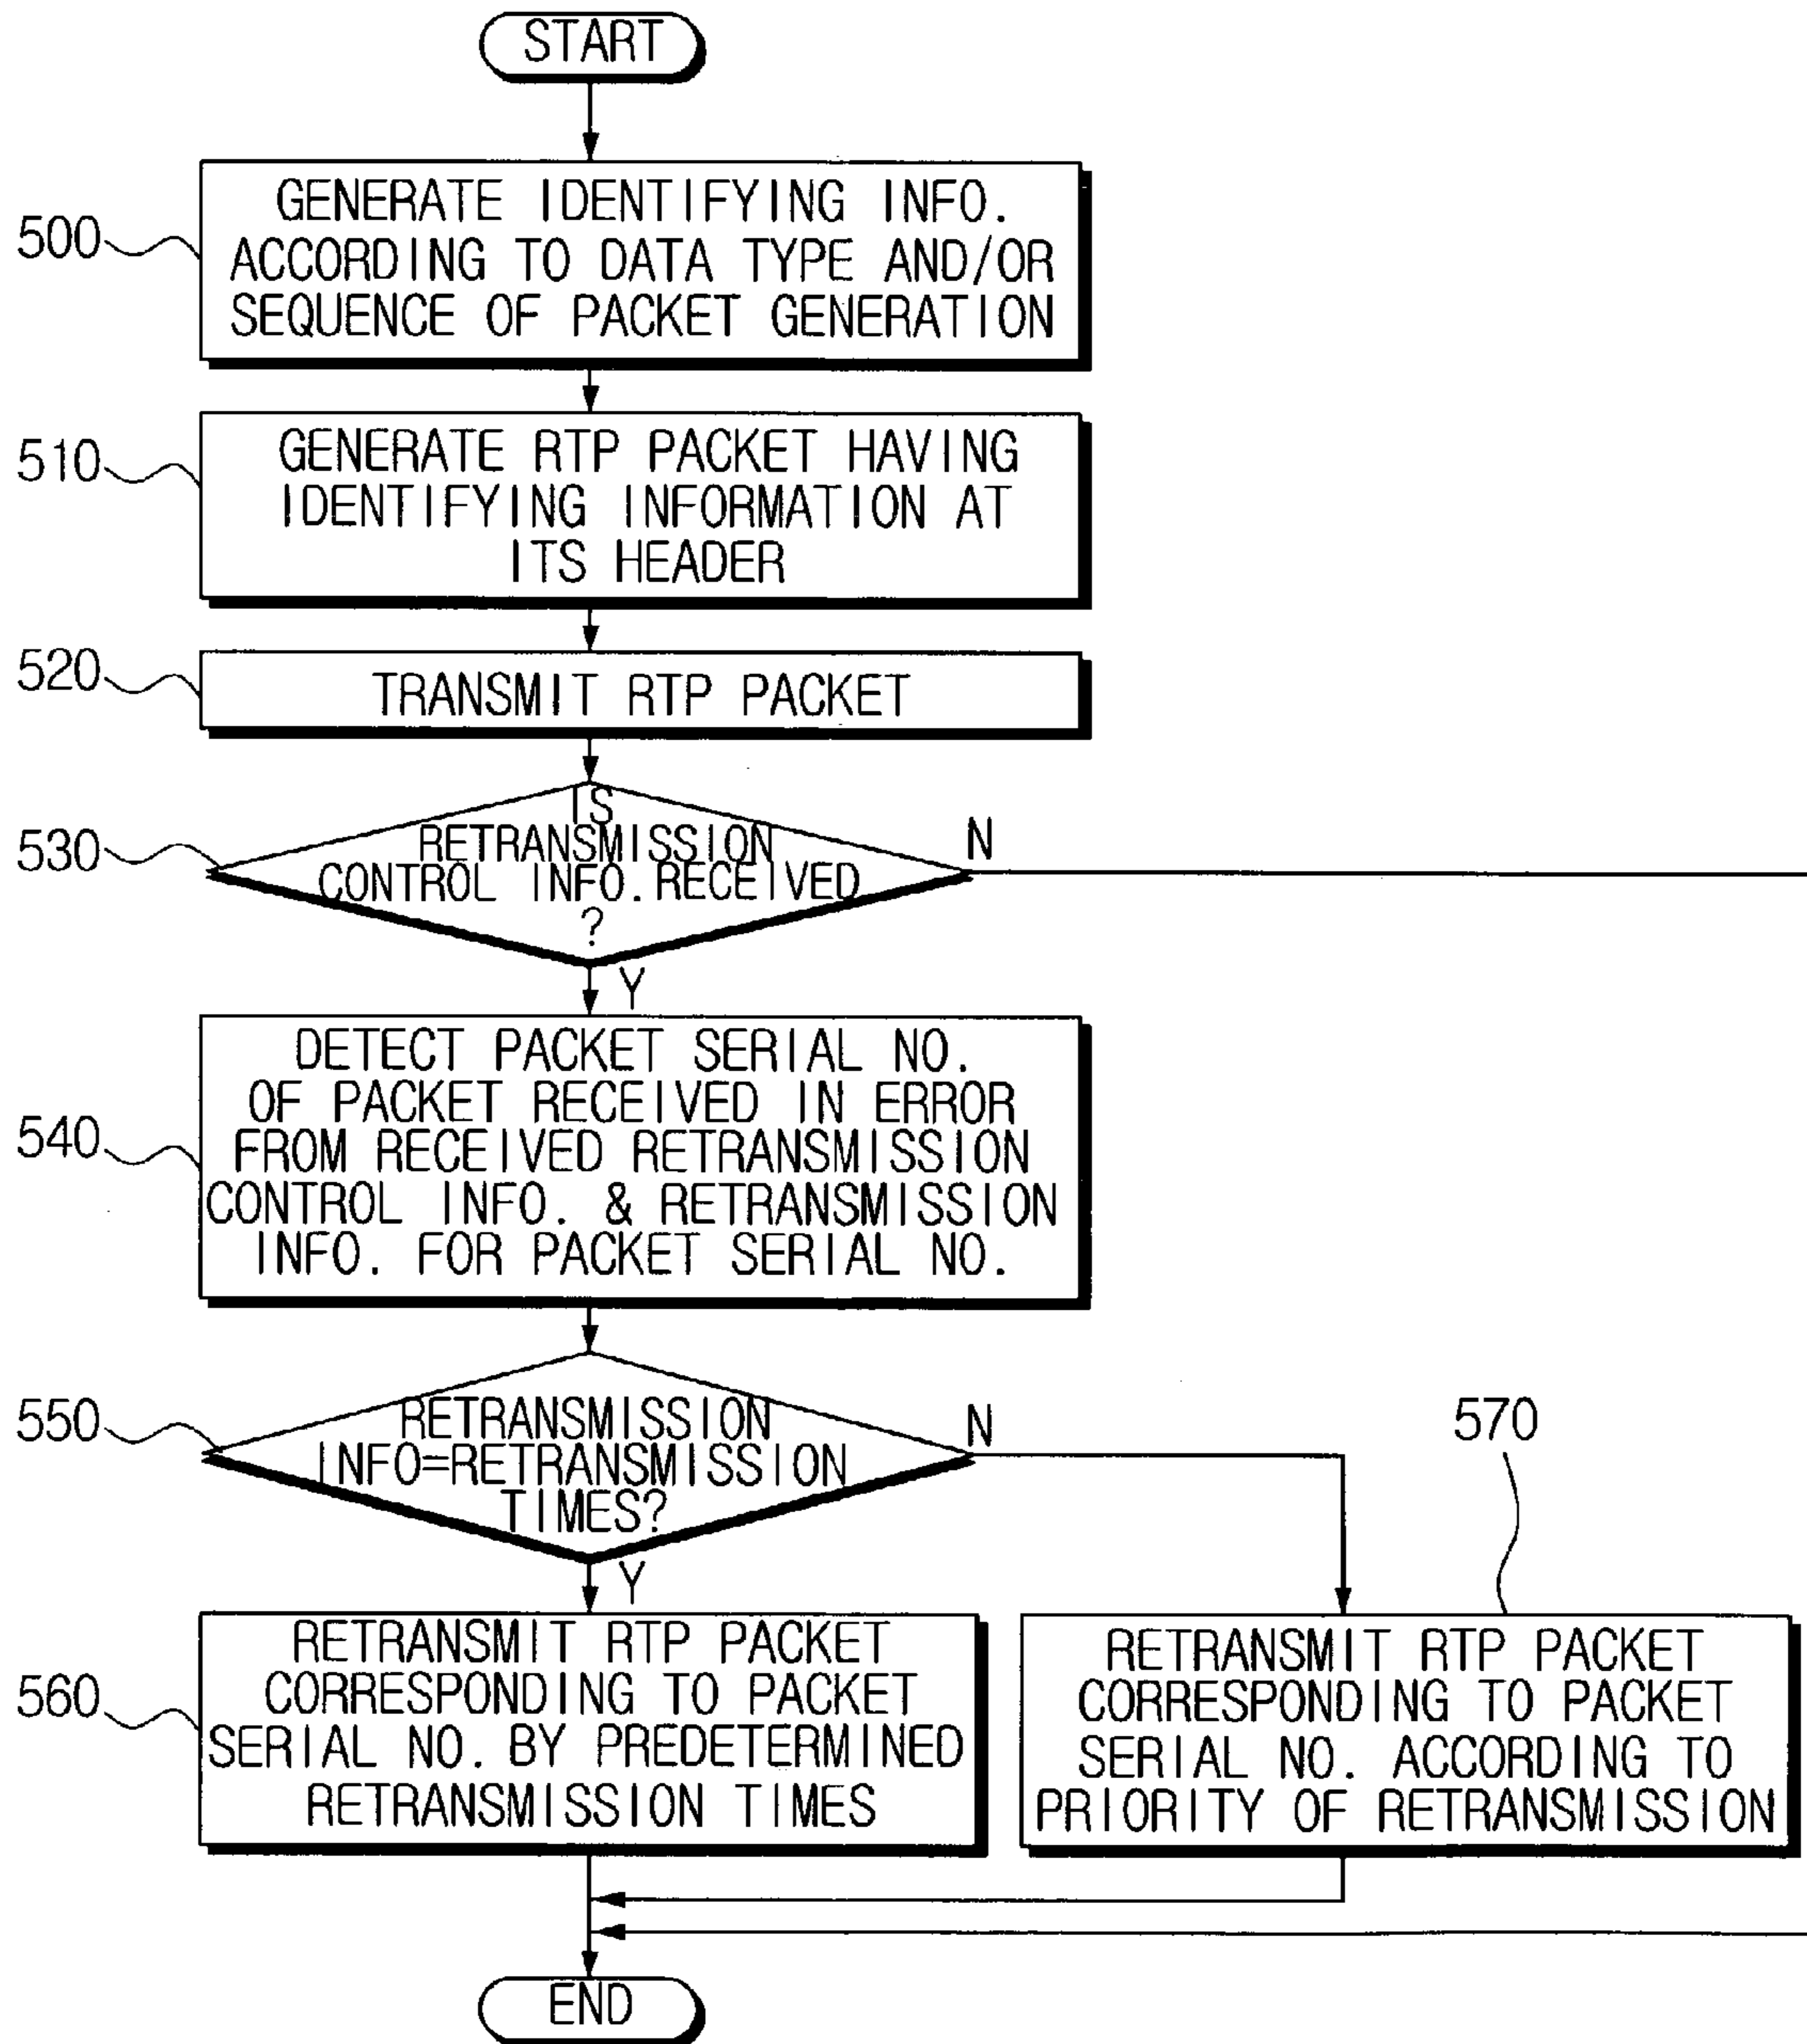 START
500
GENERATE IDENTIFYING INFO.
ACCORDING TO DATA TYPE AND/OR
SEQUENCE OF PACKET GENERATION
510
GENERATE RTP PACKET HAVING
IDENTIFYING INFORMATION AT
ITS HEADER
520
TRANSMIT RTP PACKET
530
IS
RETRANSMISSION
CONTROL INFO. RECEIVED
?
N
Y
540
DETECT PACKET SERIAL NO.
OF PACKET RECEIVED IN ERROR
FROM RECEIVED RETRANSMISSION
CONTROL INFO. & RETRANSMISSION
INFO. FOR PACKET SERIAL NO.
550
RETRANSMISSION
INFO=RETRANSMISSION
TIMES?
N
Y
560
RETRANSMIT RTP PACKET
CORRESPONDING TO PACKET
SERIAL NO. BY PREDETERMINED
RETRANSMISSION TIMES
570
RETRANSMIT RTP PACKET
CORRESPONDING TO PACKET
SERIAL NO. ACCORDING TO
PRIORITY OF RETRANSMISSION
END